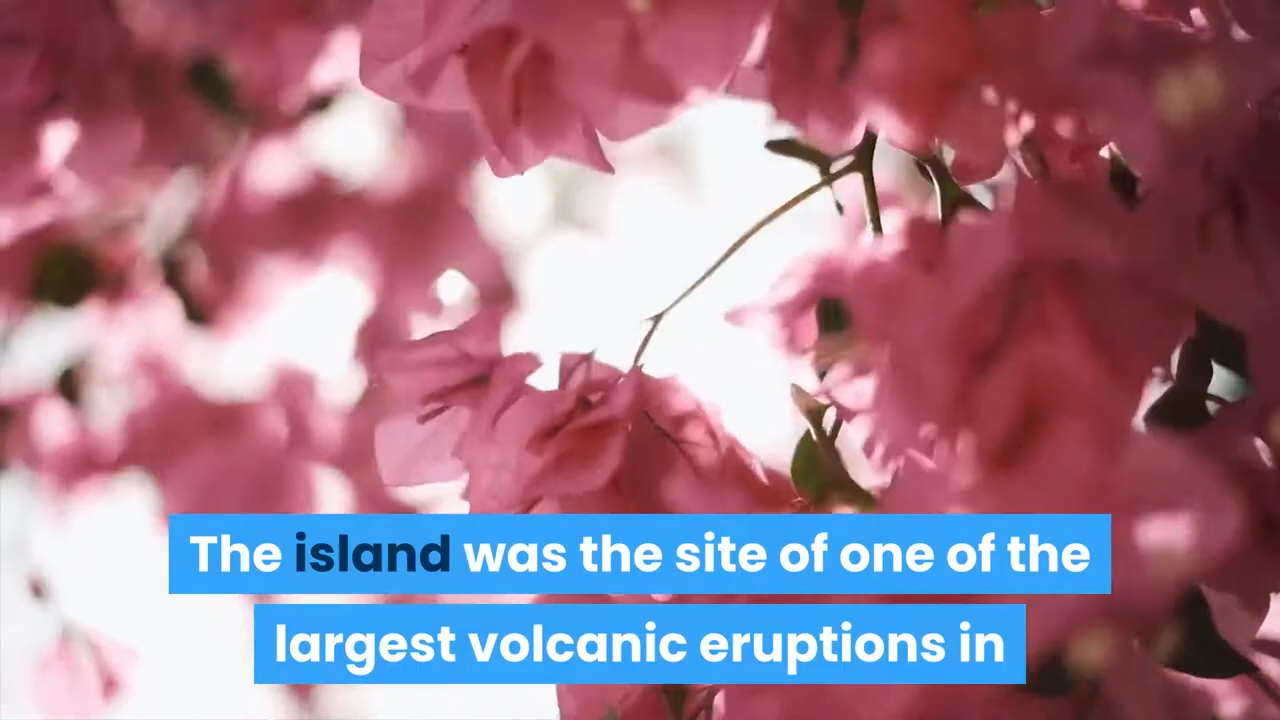 The island was the site of one of the
largest volcanic eruptions in